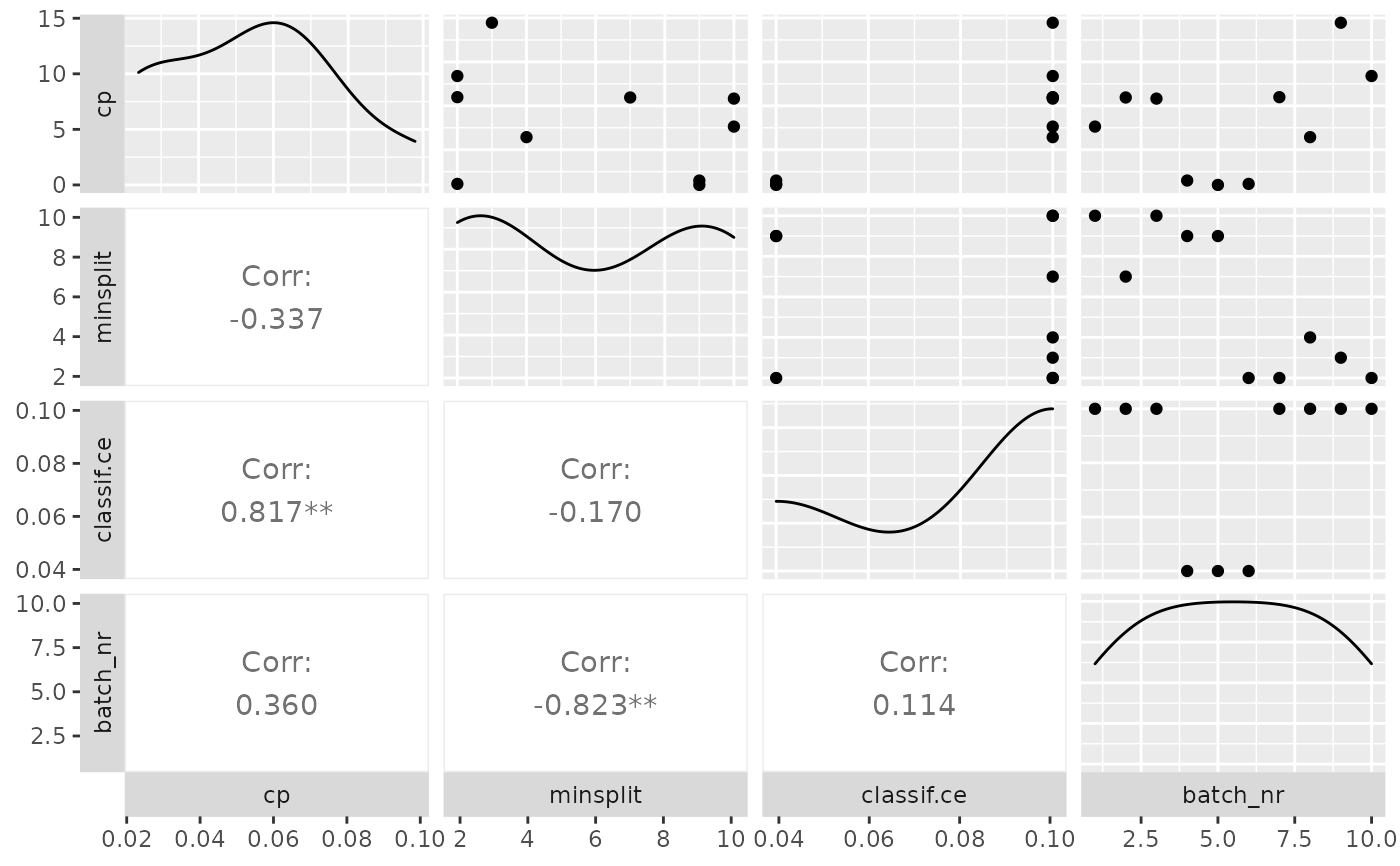 15
10
5
0
cp
10
8
6
4
2
minsplit
Corr:
-0.337
0.10
0.08
0.06
0.04
classif.ce
Corr:
0.817**
Corr:
-0.170
10.0
7.5
5.0
2.5
batch_nr
Corr:
0.360
Corr:
-0.823**
Corr:
0.114
cp
minsplit
classif.ce
batch_nr
0.02 0.04 0.06 0.08 0.10
2 4 6 8 10
0.04 0.06 0.08 0.10
2.5 5.0 7.5 10.0